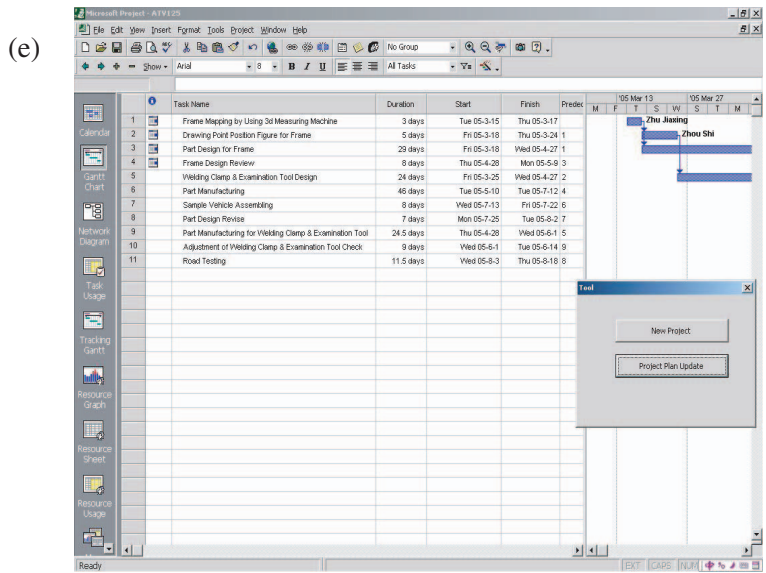 (e)
Microsoft Project - ATV125
File Edit View Insert Format Tools Project Window Help
No Group
Show Arial 8 B I U All Tasks
Task Name Duration Start Finish Predec
'05 Mar 13 '05 Mar 27
M F T S W S T M
1 Frame Mapping by Using 3d Measuring Machine 3 days Tue 05-3-15 Thu 05-3-17
2 Drawing Point Position Figure for Frame 5 days Fri 05-3-18 Thu 05-3-24 1
3 Part Design for Frame 29 days Fri 05-3-18 Wed 05-4-27 1
4 Frame Design Review 8 days Thu 05-4-28 Mon 05-5-9 3
5 Welding Clamp & Examination Tool Design 24 days Fri 05-3-25 Wed 05-4-27 2
6 Part Manufacturing 46 days Tue 05-5-10 Tue 05-7-12 4
7 Sample Vehicle Assembling 8 days Wed 05-7-13 Fri 05-7-22 6
8 Part Design Revise 7 days Mon 05-7-25 Tue 05-8-2 7
9 Part Manufacturing for Welding Clamp & Examination Tool 24.5 days Thu 05-4-28 Wed 05-6-1 5
10 Adjustment of Welding Clamp & Examination Tool Check 9 days Wed 05-6-1 Tue 05-6-14 9
11 Road Testing 11.5 days Wed 05-8-3 Thu 05-8-18 8
Zhu Jiaxing
Zhou Shi
Calendar
Gantt
Chart
Network
Diagram
Task
Usage
Tracking
Gantt
Resource
Graph
Resource
Sheet
Resource
Usage
Tool
New Project
Project Plan Update
Ready
EXT CAPS NUM